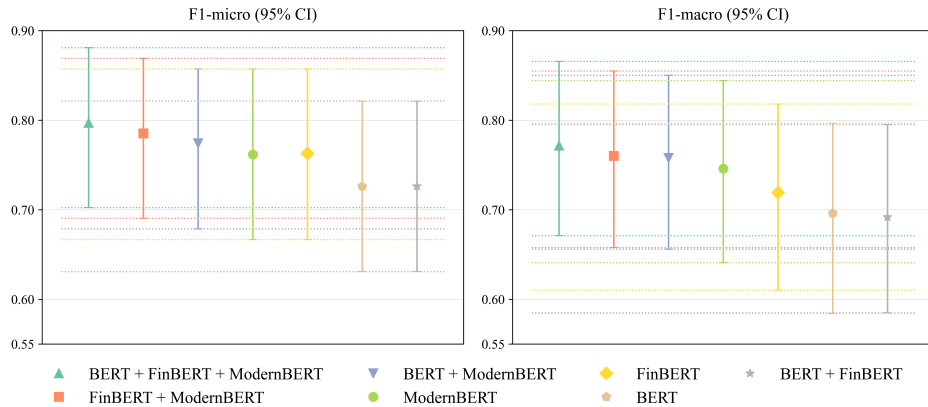 F1-micro (95% CI)
F1-macro (95% CI)
0.90
0.80
0.70
0.60
0.55
0.90
0.80
0.70
0.60
0.55
BERT + FinBERT + ModernBERT
BERT + ModernBERT
FinBERT
BERT + FinBERT
FinBERT + ModernBERT
ModernBERT
BERT